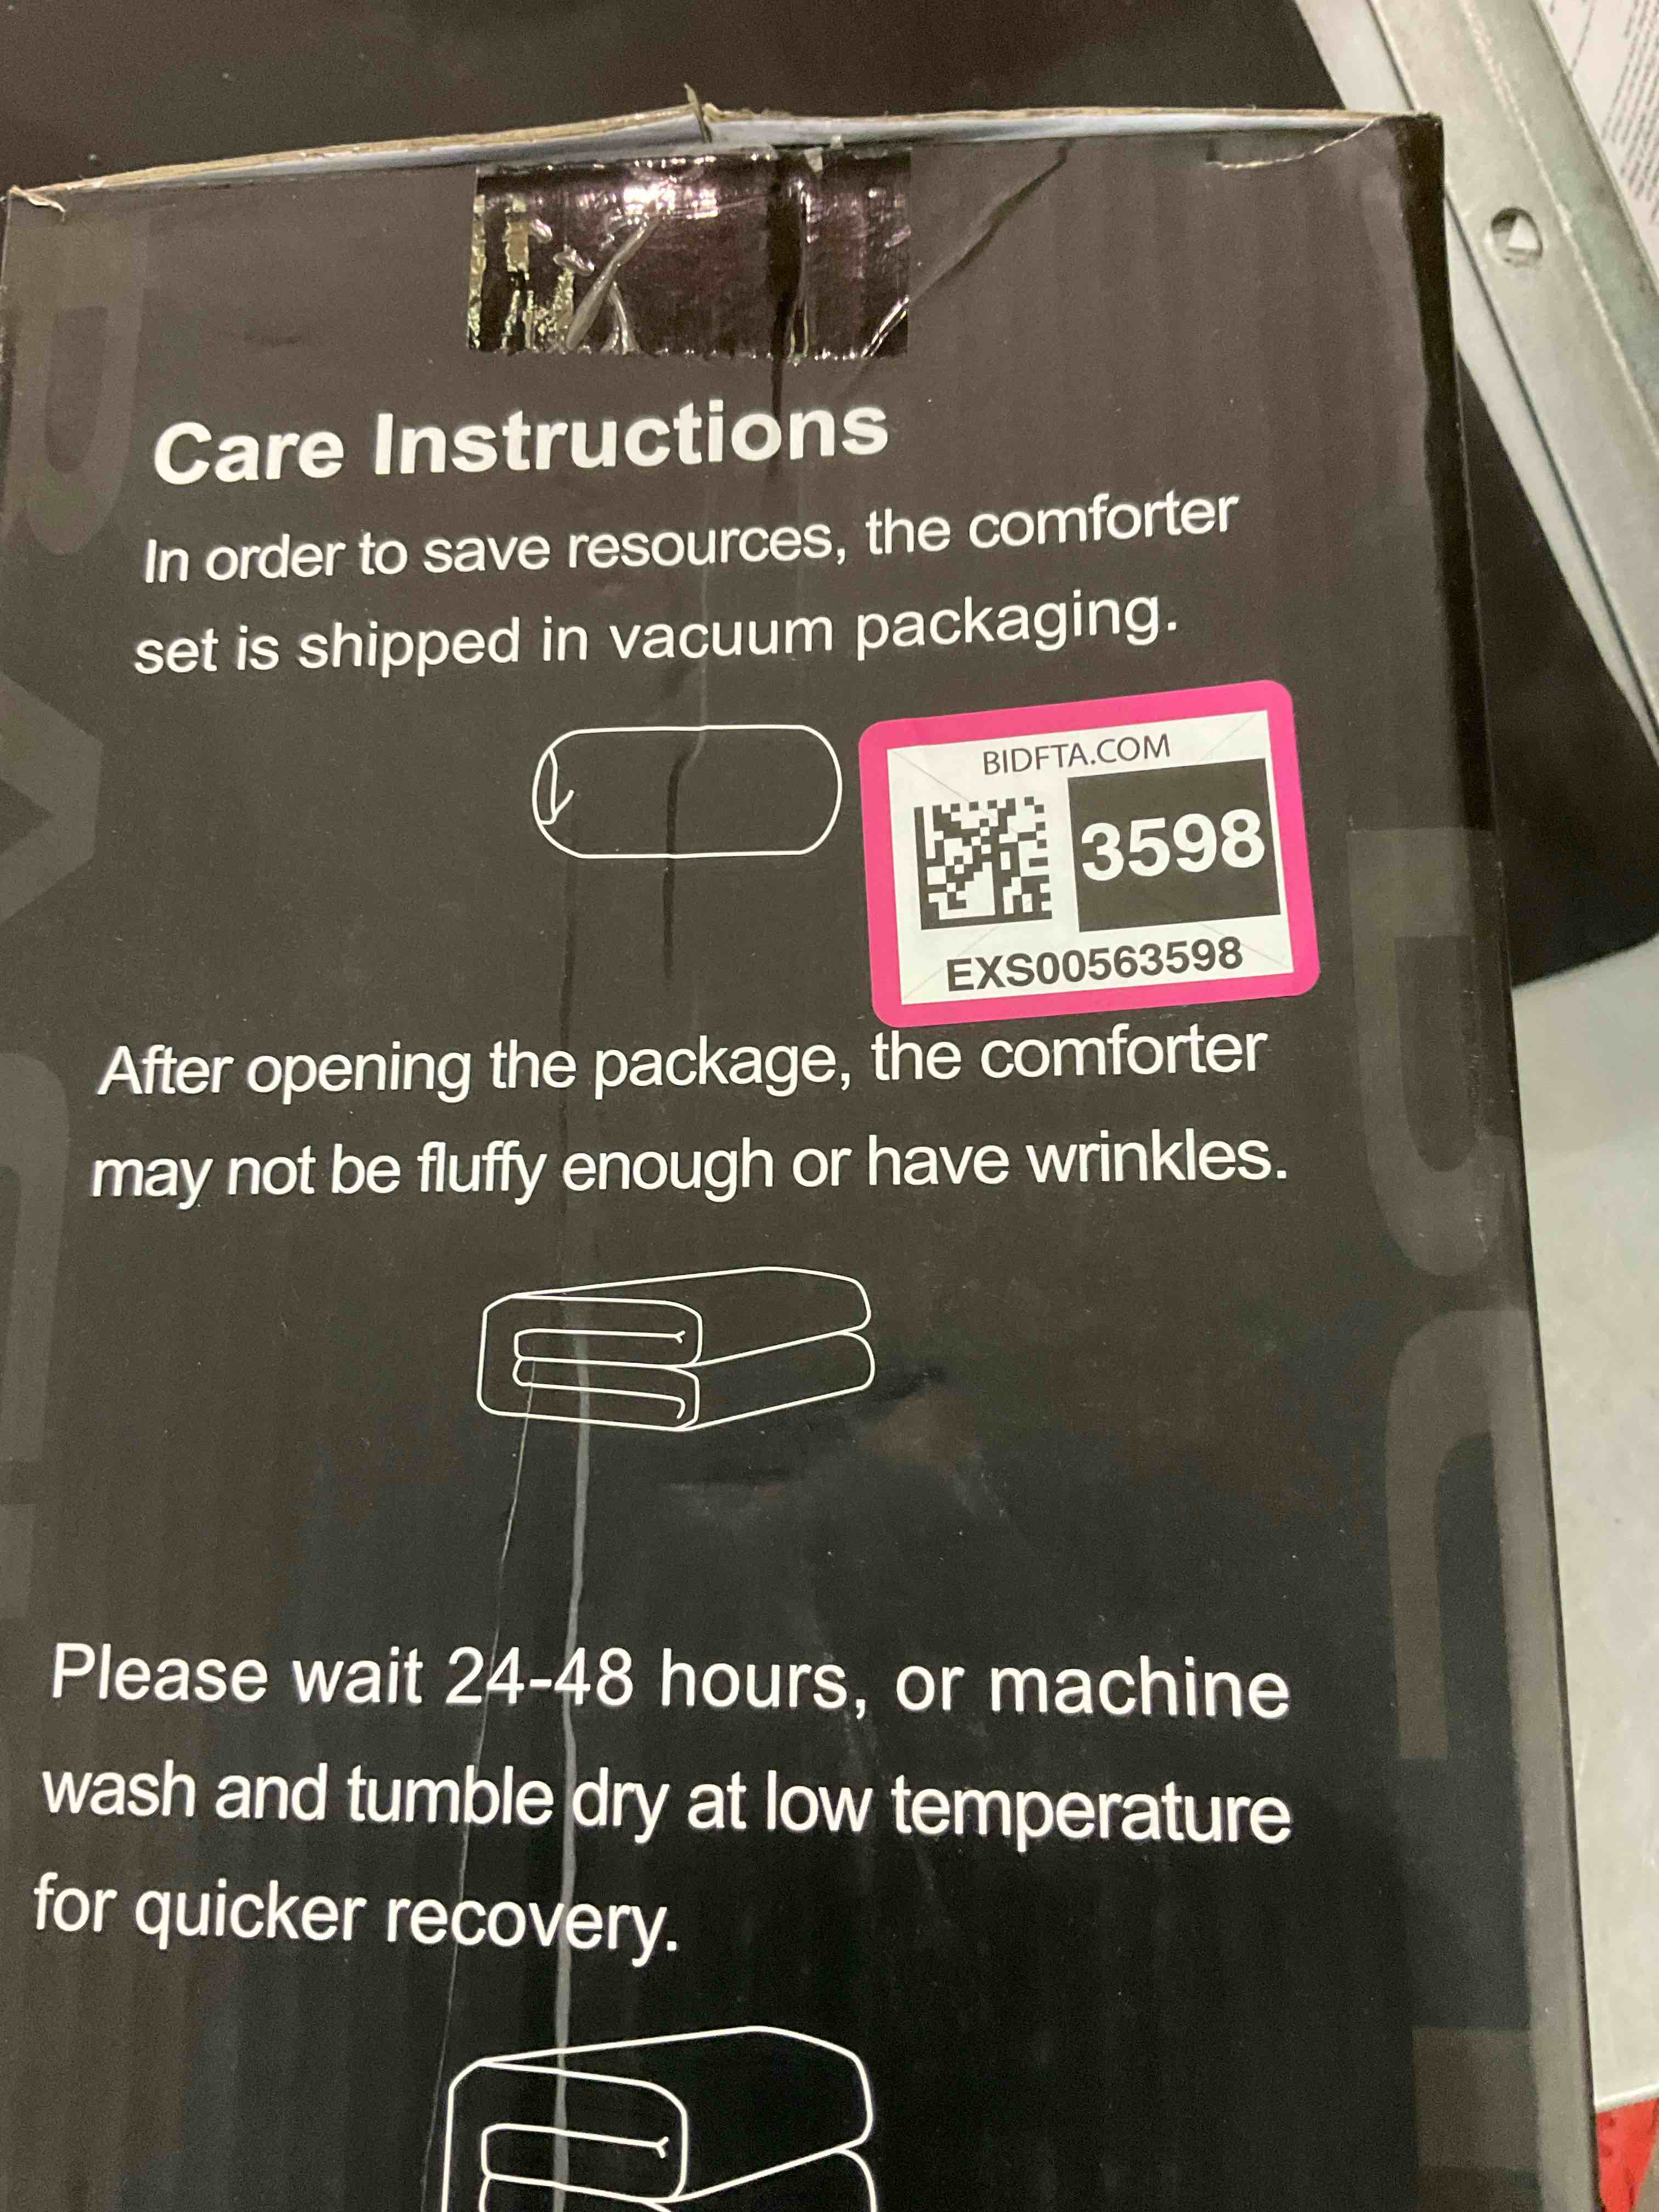 Care Instructions
In order to save resources, the comforter
set is shipped in vacuum packaging.
BIDFTA.COM
3598
EXS00563598
After opening the package, the comforter
may not be fluffy enough or have wrinkles.
Please wait 24-48 hours, or machine
wash and tumble dry at low temperature
for quicker recovery.